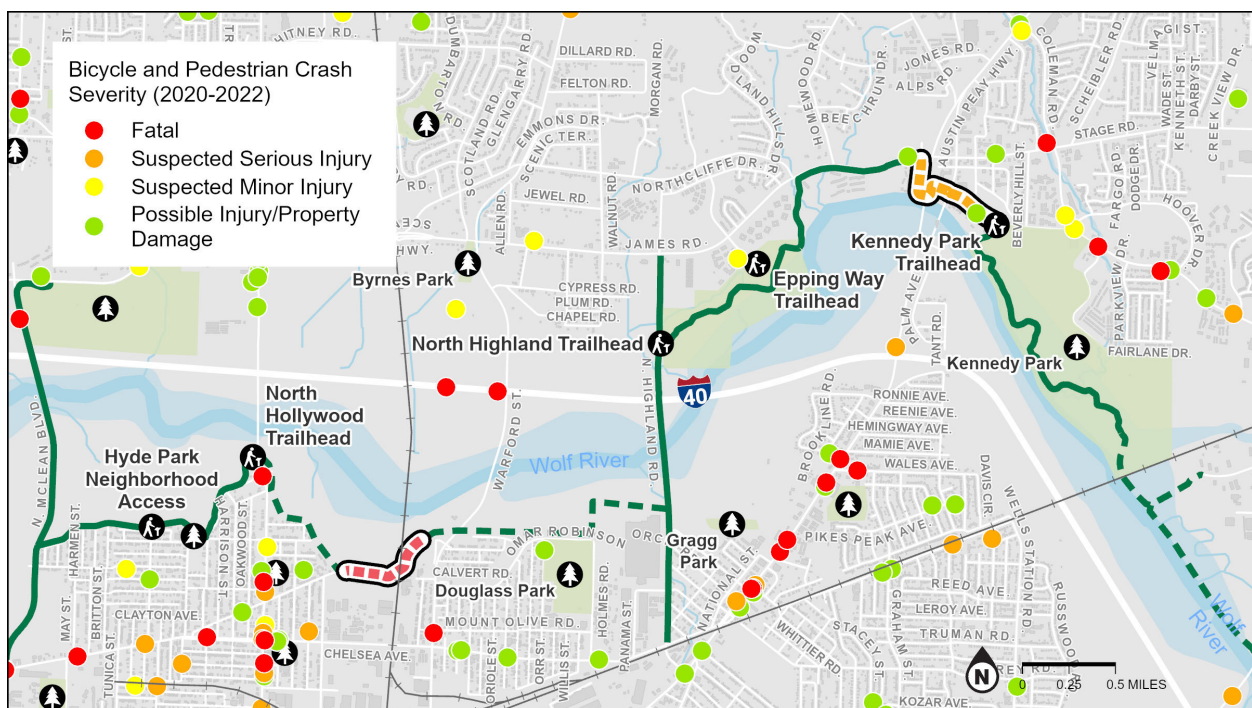 Bicycle and Pedestrian Crash
Severity (2020-2022)
Fatal
Suspected Serious Injury
Suspected Minor Injury
Possible Injury/Property
Damage
HITNEY RD.
DILLARD RD.
FELTON RD.
SCOTLAND RD.
GLENGARRY RD.
EMMONS DR.
SCENIC TER.
MORGAN RD.
HOMEWOOD RD.
BEECHRUN DR.
JONES RD.
ALPS RD.
AUSTIN PEAY HWY.
COLEMAN RD.
SCHEIBLER RD.
VELMA ST.
GIST
WADE ST.
KENNETH ST.
DARBY ST.
CREEK VIEW DR.
STAGE RD.
DODGE DR.
FARGO RD.
HOOVER DR.
PARKVIEW DR.
BEVERLY HILL ST.
NORTHCLIFFE DR.
JEWEL RD.
WALNUT RD.
ALLEN RD.
HWY.
JAMES RD.
Kennedy Park
Trailhead
Epping Way
Trailhead
Byrnes Park
CYPRESS RD.
PLUM RD.
CHAPEL RD.
North Highland Trailhead
N. HIGHLAND RD.
PALM AVE.
TANT RD.
Kennedy Park
FAIRLANE DR.
40
North
Hollywood
Trailhead
WARFORD ST.
Wolf River
N. MCLEAN BLVD.
Hyde Park
Neighborhood
Access
BROOKLINE RD.
RONNIE AVE.
REENIE AVE.
HEMINGWAY AVE.
MAMIE AVE.
WALES AVE.
DAVIS CIR.
WELLS STATION RD.
HARMEN ST.
HARRISON ST.
OAKWOOD ST.
OMAR ROBINSON
Gragg
Park
PIKES PEAK AVE.
CALVERT RD.
Douglass Park
HOLMES RD.
NATIONAL ST.
REED AVE.
LEROY AVE.
TRUMAN RD.
GRAHAM ST.
RUSSWOOD
Wolf
River
MAY ST.
BRITTON ST.
CLAYTON AVE.
TUNICA ST.
MOUNT OLIVE RD.
CHELSEA AVE.
ORIOLE ST.
ORR ST.
WILLIS ST.
PANAMA ST.
WHITTIER RD.
STACEY ST.
KOZAR AVE.
REY RD.
N
0
0.25
0.5 MILES